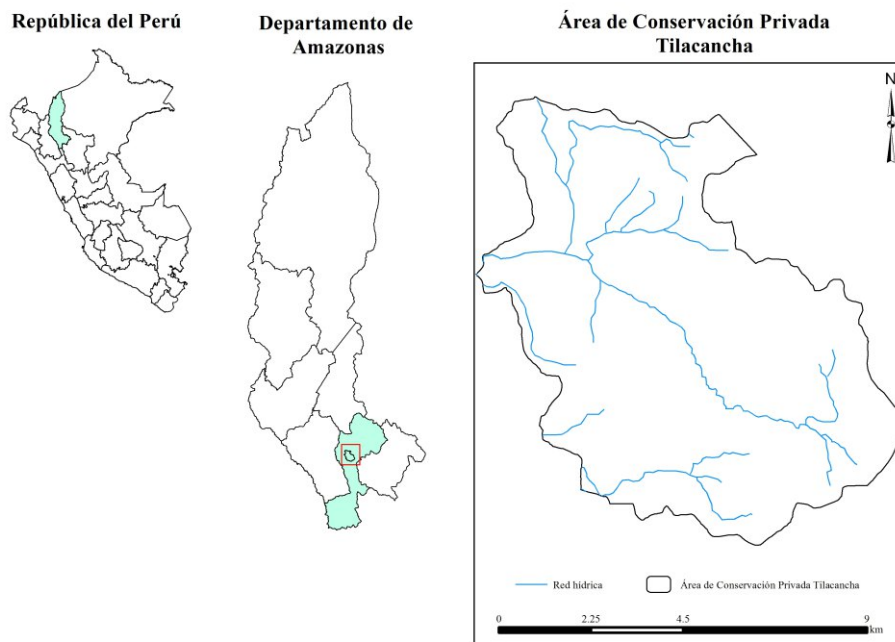 República del Perú
Departamento de
Amazonas
Área de Conservación Privada
Tilacancha
N
Red hídrica
Área de Conservación Privada Tilacancha
0 2.25 4.5 9
km